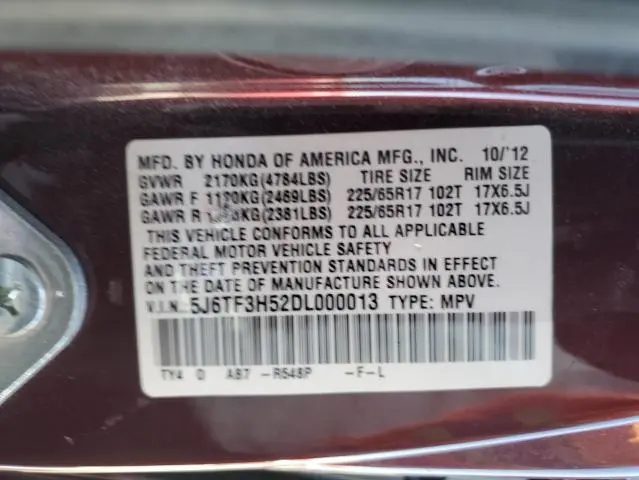 MFD. BY HONDA OF AMERICA MFG., INC. 10/'12
GVWR 2170KG(4784LBS) TIRE SIZE RIM SIZE
GAWR F 1120KG(2469LBS) 225/65R17 102T 17X6.5J
GAWR R (2381LBS) 225/65R17 102T 17X6.5J
THIS VEHICLE CONFORMS TO ALL APPLICABLE
FEDERAL MOTOR VEHICLE SAFETY
AND THEFT PREVENTION STANDARDS IN EFFECT
ON THE DATE OF MANUFACTURE SHOWN ABOVE.
V.I.N. 5J6TF3H52DL000013 TYPE: MPV
TY4 D AB7 -R548P -F-L